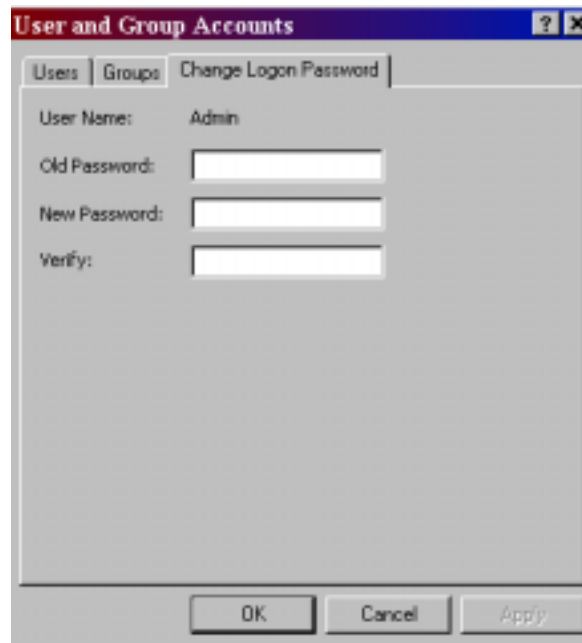 User and Group Accounts ? X
Users Groups Change Logon Password
User Name: Admin
Old Password:
New Password:
Verify:
OK Cancel Apply